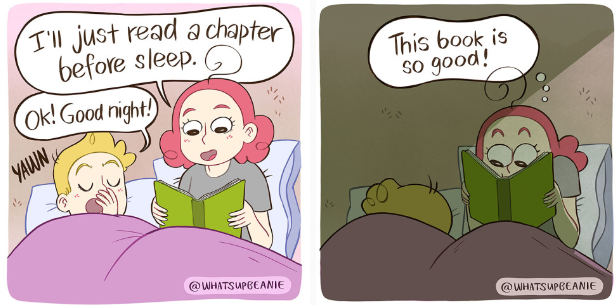 I'll just read a chapter
before sleep.
Ok! Good night!
YAWN
@WHATSUPBEANIE
This book is
so good!
@WHATSUPBEANIE